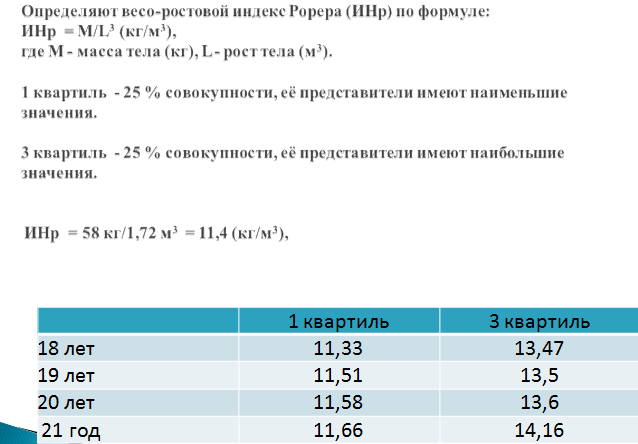 Определяют весо-ростовой индекс Рорера (ИНр) по формуле:
ИНр = M/L³ (кг/м³),
где М - масса тела (кг), L- рост тела (м³).
1 квартиль - 25 % совокупности, её представители имеют наименьшие
значения.
3 квартиль - 25 % совокупности, её представители имеют наибольшие
значения.
ИНр = 58 кг/1,72 м³ = 11,4 (кг/м³),
1 квартиль 3 квартиль
18 лет 11,33 13,47
19 лет 11,51 13,5
20 лет 11,58 13,6
21 год 11,66 14,16